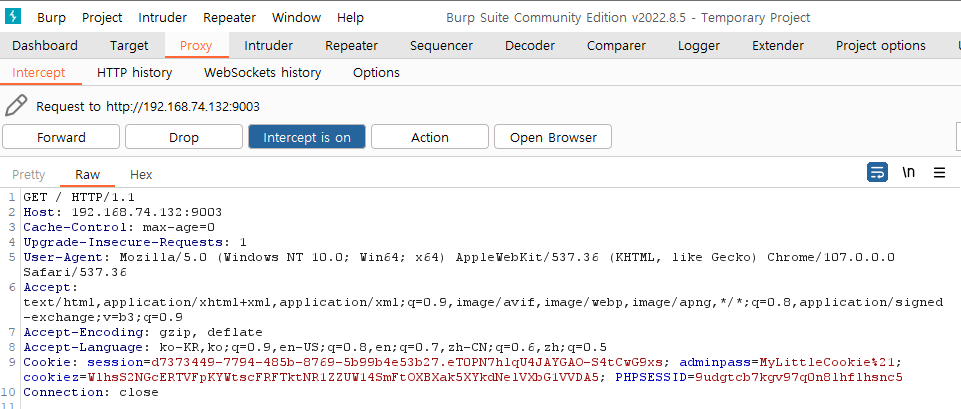 Burp Project Intruder Repeater Window Help Burp Suite Community Edition v2022.8.5 - Temporary Project
Dashboard Target Proxy Intruder Repeater Sequencer Decoder Comparer Logger Extender Project options
Intercept HTTP history WebSockets history Options
Request to http://192.168.74.132:9003
Forward Drop Intercept is on Action Open Browser
Pretty Raw Hex \n
1 GET / HTTP/1.1
2 Host: 192.168.74.132:9003
3 Cache-Control: max-age=0
4 Upgrade-Insecure-Requests: 1
5 User-Agent: Mozilla/5.0 (Windows NT 10.0; Win64; x64) AppleWebKit/537.36 (KHTML, like Gecko) Chrome/107.0.0.0
Safari/537.36
6 Accept:
text/html,application/xhtml+xml,application/xml;q=0.9,image/avif,image/webp,image/apng,*/*;q=0.8,application/signed
-exchange;v=b3;q=0.9
7 Accept-Encoding: gzip, deflate
8 Accept-Language: ko-KR,ko;q=0.9,en-US;q=0.8,en;q=0.7,zh-CN;q=0.6,zh;q=0.5
9 Cookie: session=d7373449-7794-485b-8769-5b99b4e53b27.eTOPN7hlqU4JAYGAO-S4tCwG9xs; adminpass=MyLittleCookie%21;
cookiez=WlhsS2NGcERTVFpKYWtscFRFTktNR1ZZUW14SmFtOXBXak5XYkdNelVXbG1VVDA5; PHPSESSID=9udgtcb7kgv97q0n8lhflhsnc5
10 Connection: close